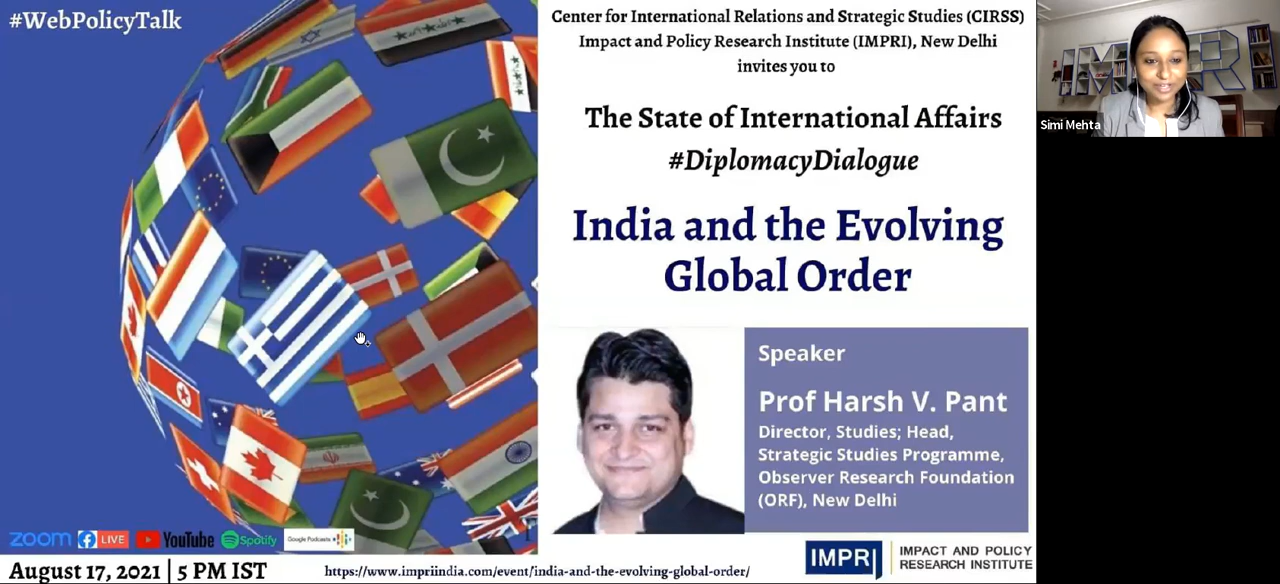 #WebPolicyTalk
Center for International Relations and Strategic Studies (CIRSS)
Impact and Policy Research Institute (IMPRI), New Delhi
invites you to
The State of International Affairs
#DiplomacyDialogue
India and the Evolving
Global Order
Speaker
Prof Harsh V. Pant
Director, Studies; Head,
Strategic Studies Programme,
Observer Research Foundation
(ORF), New Delhi
zoom
LIVE
YouTube
Spotify
Google Podcasts
August 17, 2021 | 5 PM IST
https://www.impriindia.com/event/india-and-the-evolving-global-order/
IMPRI
IMPACT AND POLICY
RESEARCH INSTITUTE
IMPRI
Simi Mehta